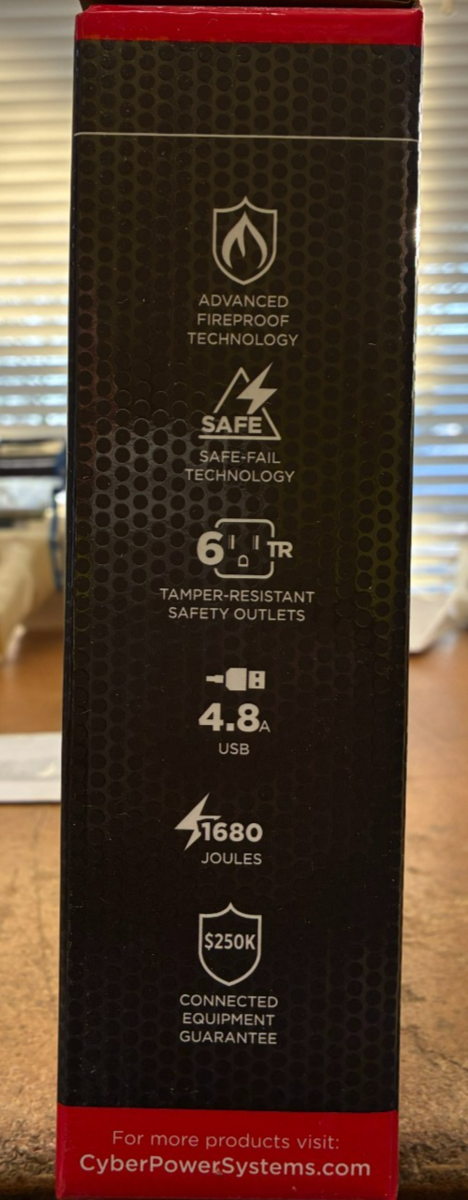 ADVANCED
FIREPROOF
TECHNOLOGY
SAFE
SAFE-FAIL
TECHNOLOGY
6 TR
TAMPER-RESISTANT
SAFETY OUTLETS
4.8A
USB
1680
JOULES
$250K
CONNECTED
EQUIPMENT
GUARANTEE
For more products visit:
CyberPowerSystems.com